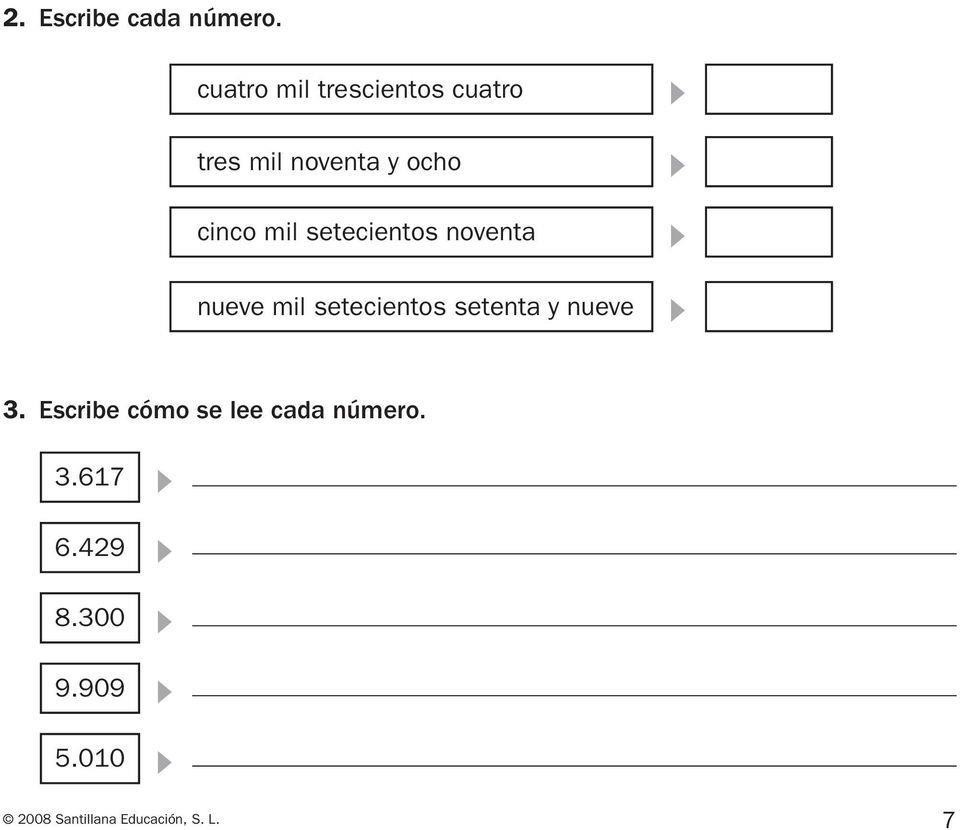 2. Escribe cada número.
cuatro mil trescientos cuatro
tres mil noventa y ocho
cinco mil setecientos noventa
nueve mil setecientos setenta y nueve
3. Escribe cómo se lee cada número.
3.617
6.429
8.300
9.909
5.010
© 2008 Santillana Educación, S. L. 7